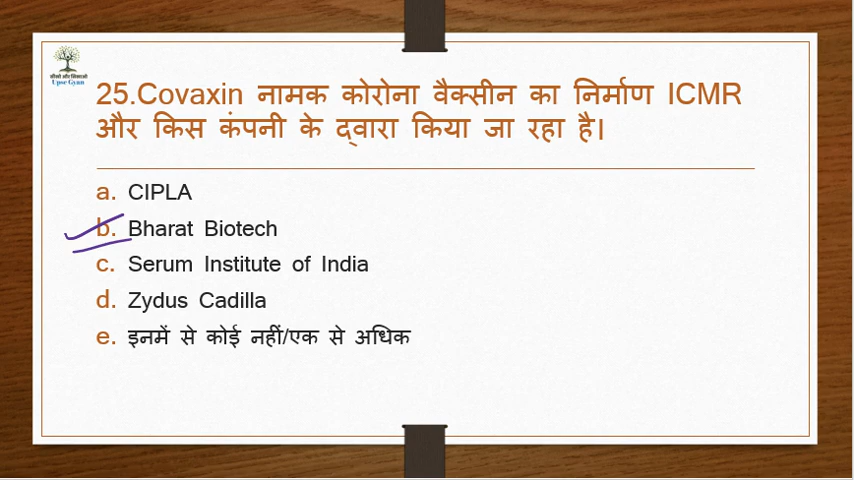 सीखो और सिखाओ
Upsc Gyan
25.Covaxin नामक कोरोना वैक्सीन का निर्माण ICMR
और किस कंपनी के द्वारा किया जा रहा है।
a. CIPLA
b. Bharat Biotech
c. Serum Institute of India
d. Zydus Cadilla
e. इनमें से कोई नहीं/एक से अधिक